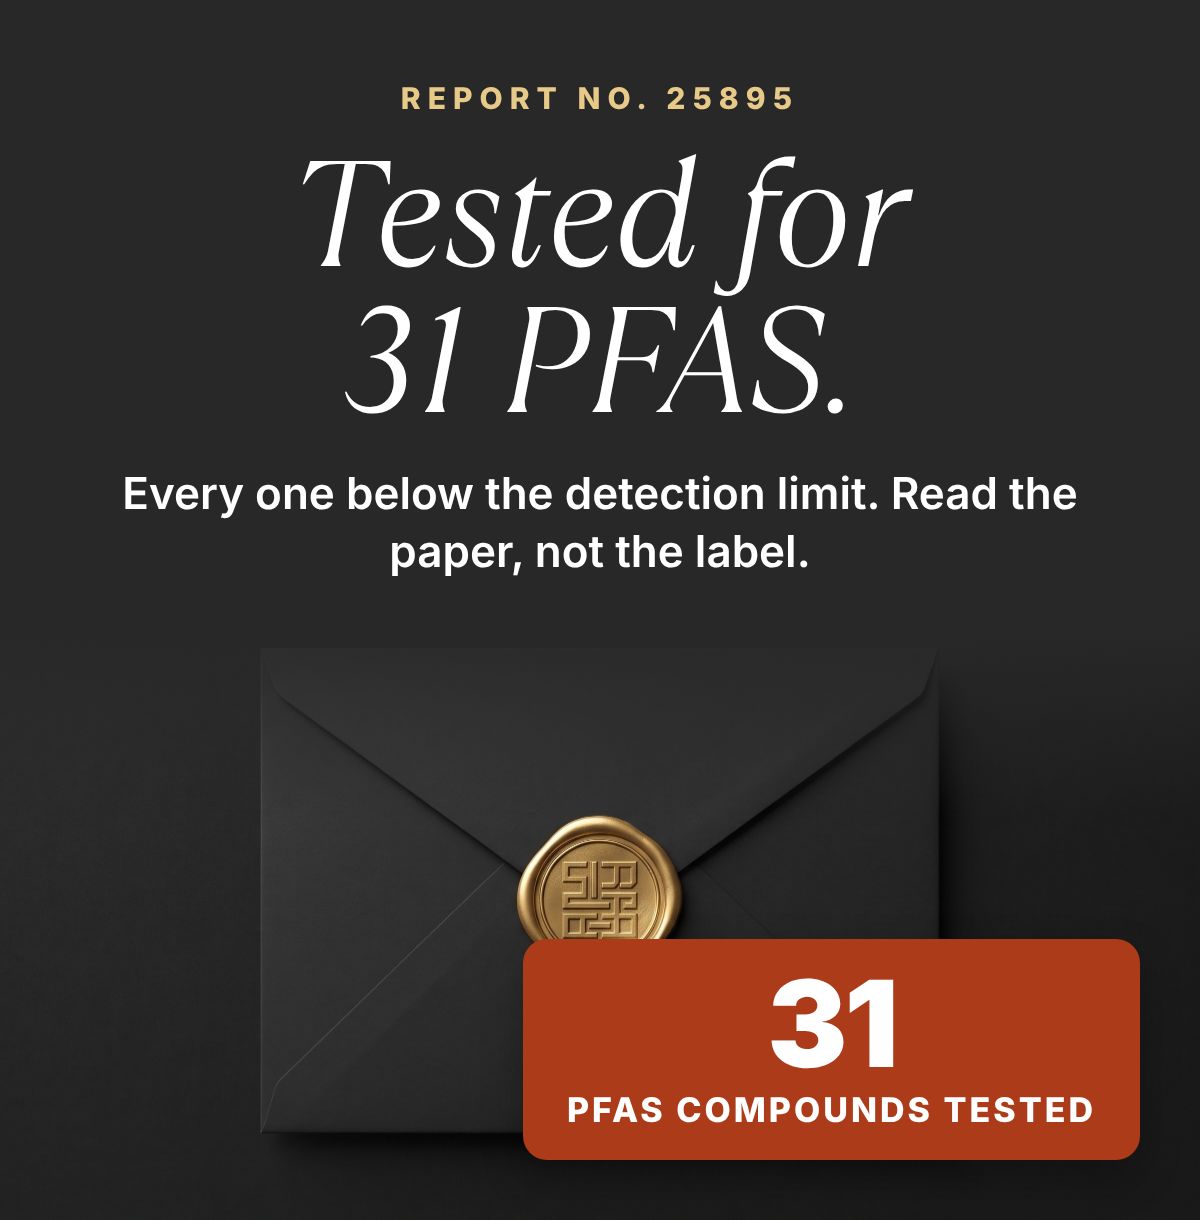 REPORT NO. 25895
Tested for
31 PFAS.
Every one below the detection limit. Read the
paper, not the label.
31
PFAS COMPOUNDS TESTED